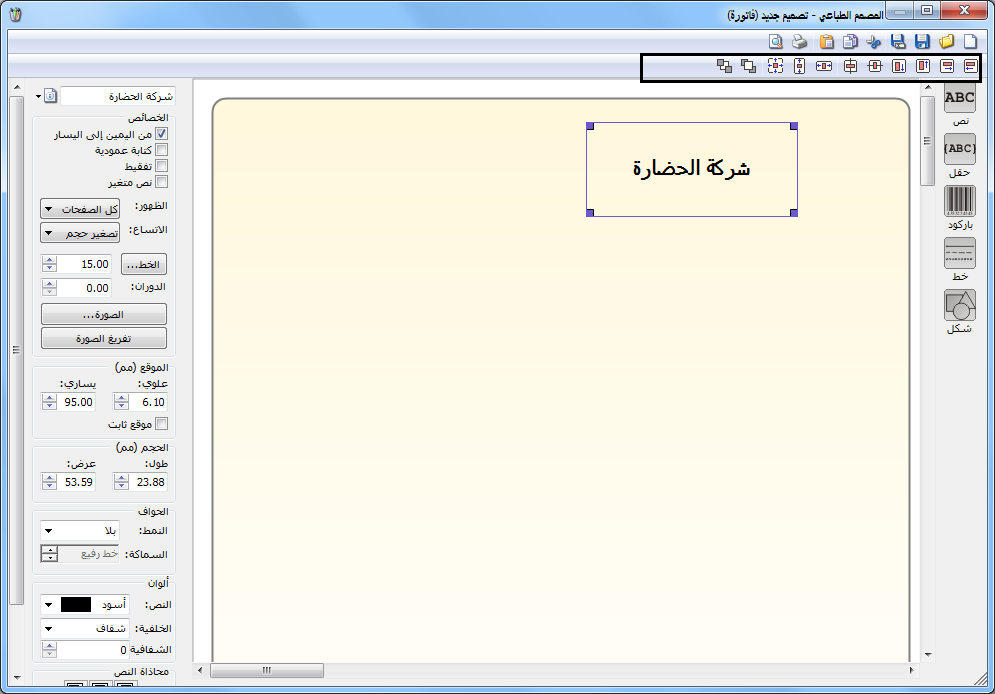 المصمم الطباعي - تصميم جديد (فاتورة)
ABC
نص
{ABC}
حقل
باركود
خط
شكل
شركة الحضارة
شركة الحضارة
الخصائص
من اليمين إلى اليسار
كتابة عمودية
تفقيط
نص متغير
الظهور: كل الصفحات
الاتساع: تصغير حجم
الخط... 15.00
الدوران: 0.00
الصورة...
تفريغ الصورة
الموقع (مم)
علوي: يساري:
6.10 95.00
موقع ثابت
الحجم (مم)
طول: عرض:
23.88 53.59
الحواف
النمط: بلا
السماكة: خط رفيع
ألوان
النص: أسود
الخلفية: شفاف
الشفافية 0
محاذاة النص